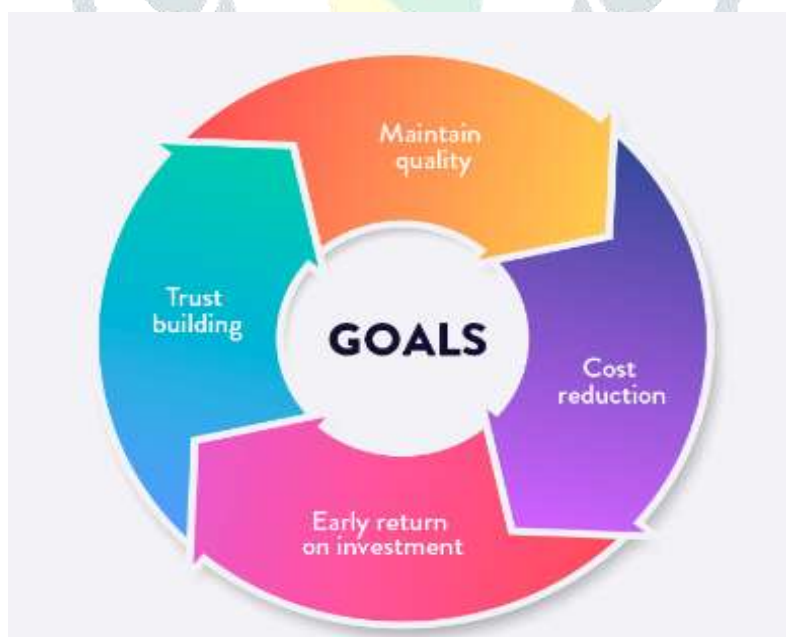 Maintain
quality
Trust
building
GOALS
Cost
reduction
Early return
on investment